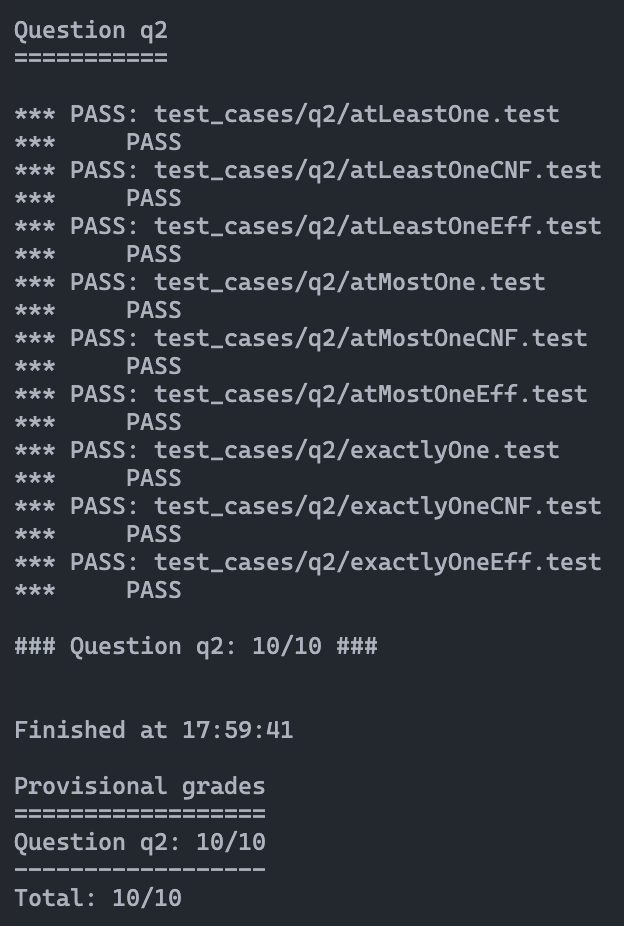 Question q2
===========
*** PASS: test_cases/q2/atLeastOne.test
***     PASS
*** PASS: test_cases/q2/atLeastOneCNF.test
***     PASS
*** PASS: test_cases/q2/atLeastOneEff.test
***     PASS
*** PASS: test_cases/q2/atMostOne.test
***     PASS
*** PASS: test_cases/q2/atMostOneCNF.test
***     PASS
*** PASS: test_cases/q2/atMostOneEff.test
***     PASS
*** PASS: test_cases/q2/exactlyOne.test
***     PASS
*** PASS: test_cases/q2/exactlyOneCNF.test
***     PASS
*** PASS: test_cases/q2/exactlyOneEff.test
***     PASS
### Question q2: 10/10 ###
Finished at 17:59:41
Provisional grades
==================
Question q2: 10/10
------------------
Total: 10/10